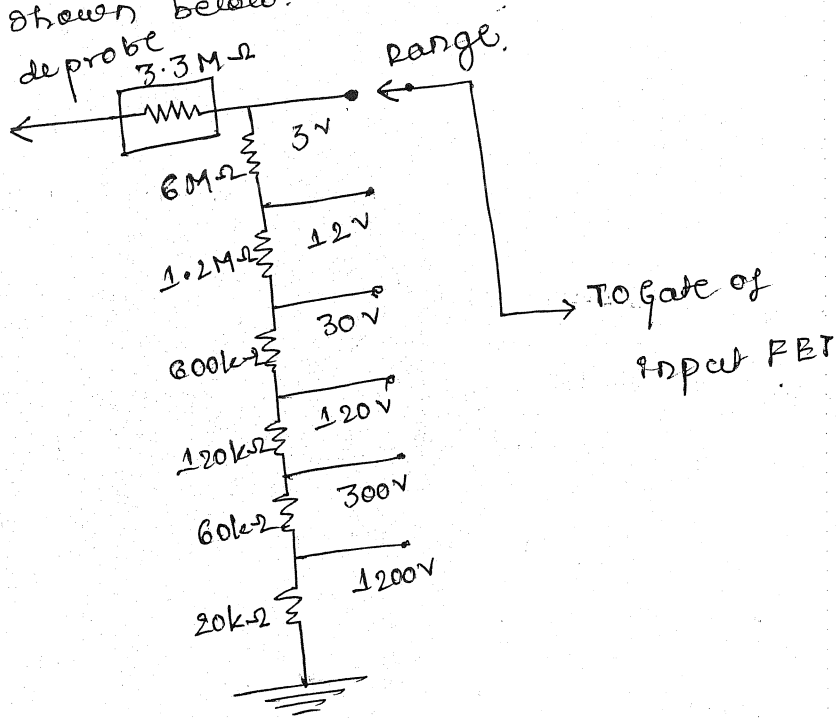 shown below.
dc probe
3.3MΩ
Range.
3V
6MΩ
12V
1.2MΩ
30V
TO Gate of
input FET
600kΩ
120V
120kΩ
300V
60kΩ
1200V
20kΩ